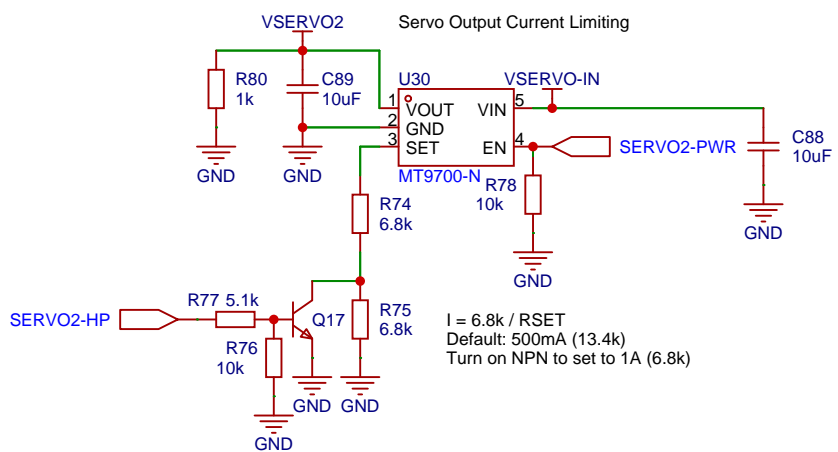 VSERVO2
Servo Output Current Limiting
R80
1k
C89
10uF
U30
VSERVO-IN
1
VOUT
VIN
5
2
GND
3
SET
EN
4
MT9700-N
SERVO2-PWR
C88
10uF
GND
GND
R78
10k
GND
GND
R74
6.8k
R77 5.1k
SERVO2-HP
Q17
R75
6.8k
R76
10k
I = 6.8k / RSET
Default: 500mA (13.4k)
Turn on NPN to set to 1A (6.8k)
GND
GND
GND